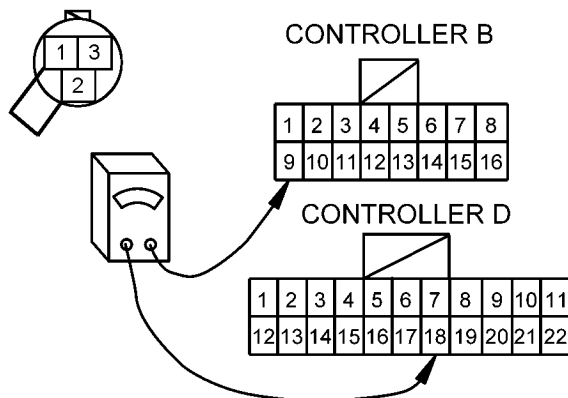 1 3
2
CONTROLLER B
1 2 3 4 5 6 7 8
9 10 11 12 13 14 15 16
CONTROLLER D
1 2 3 4 5 6 7 8 9 10 11
12 13 14 15 16 17 18 19 20 21 22